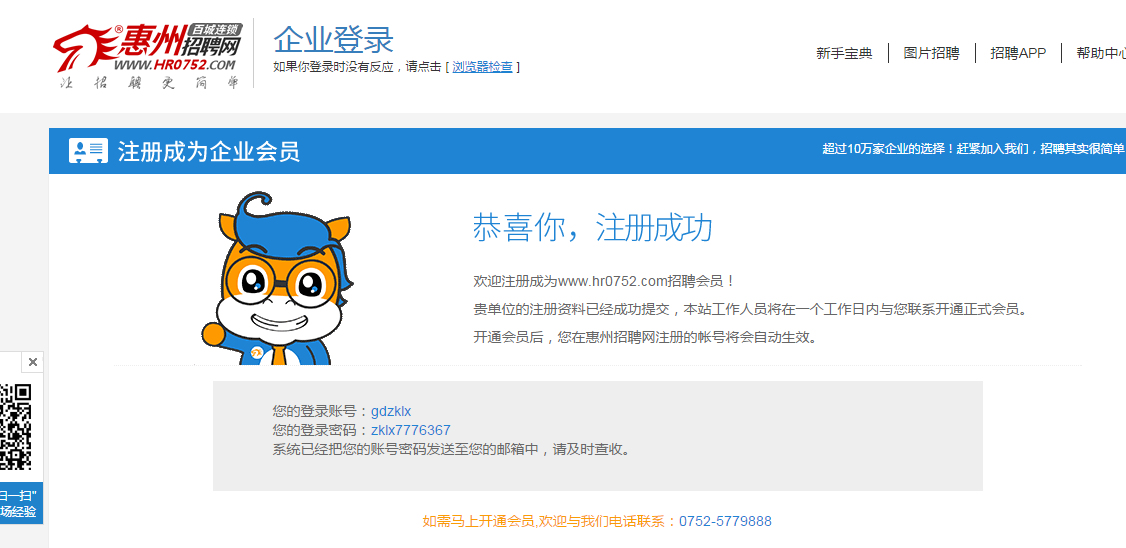 惠州招聘网 ® 百城连锁
WWW.HR0752.COM
让招聘更简单
企业登录
如果你登录时没有反应，请点击 [ 浏览器检查 ]
新手宝典 图片招聘 招聘APP 帮助中心
注册成为企业会员
超过10万家企业的选择！赶紧加入我们，招聘其实很简单
恭喜你，注册成功
欢迎注册成为www.hr0752.com招聘会员！
贵单位的注册资料已经成功提交，本站工作人员将在一个工作日内与您联系开通正式会员。
开通会员后，您在惠州招聘网注册的帐号将会自动生效。
扫一扫"
场经验
您的登录账号：gdzklx
您的登录密码：zklx7776367
系统已经把您的账号密码发送至您的邮箱中，请及时查收。
如需马上开通会员,欢迎与我们电话联系：0752-5779888